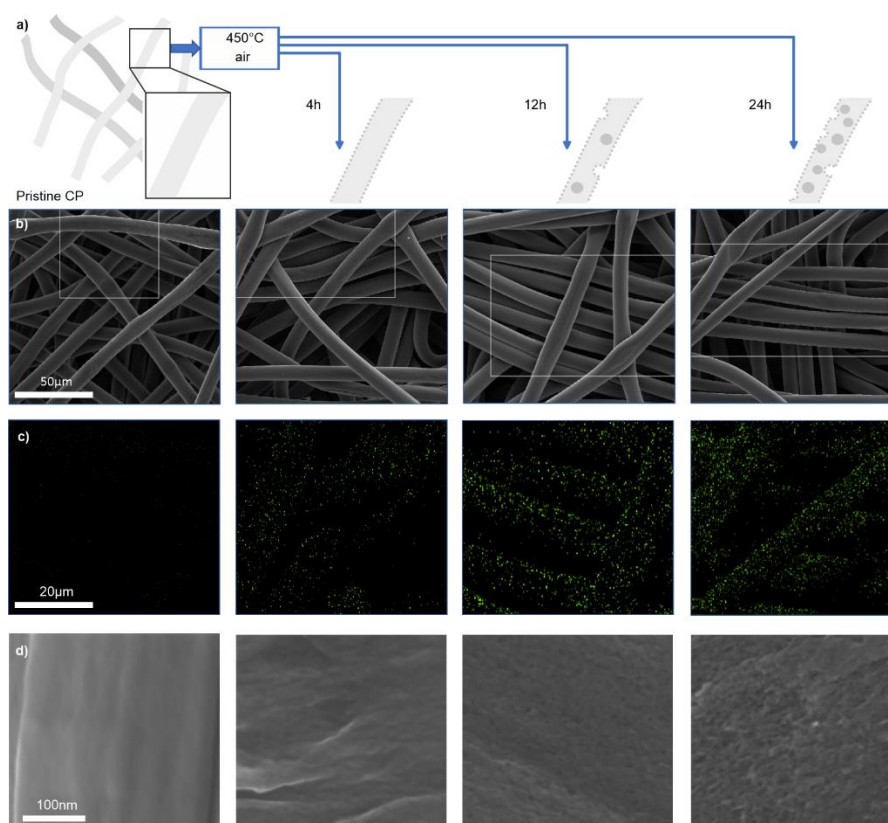 a)
450°C
air
4h
12h
24h
Pristine CP
b)
50µm
c)
20µm
d)
100nm